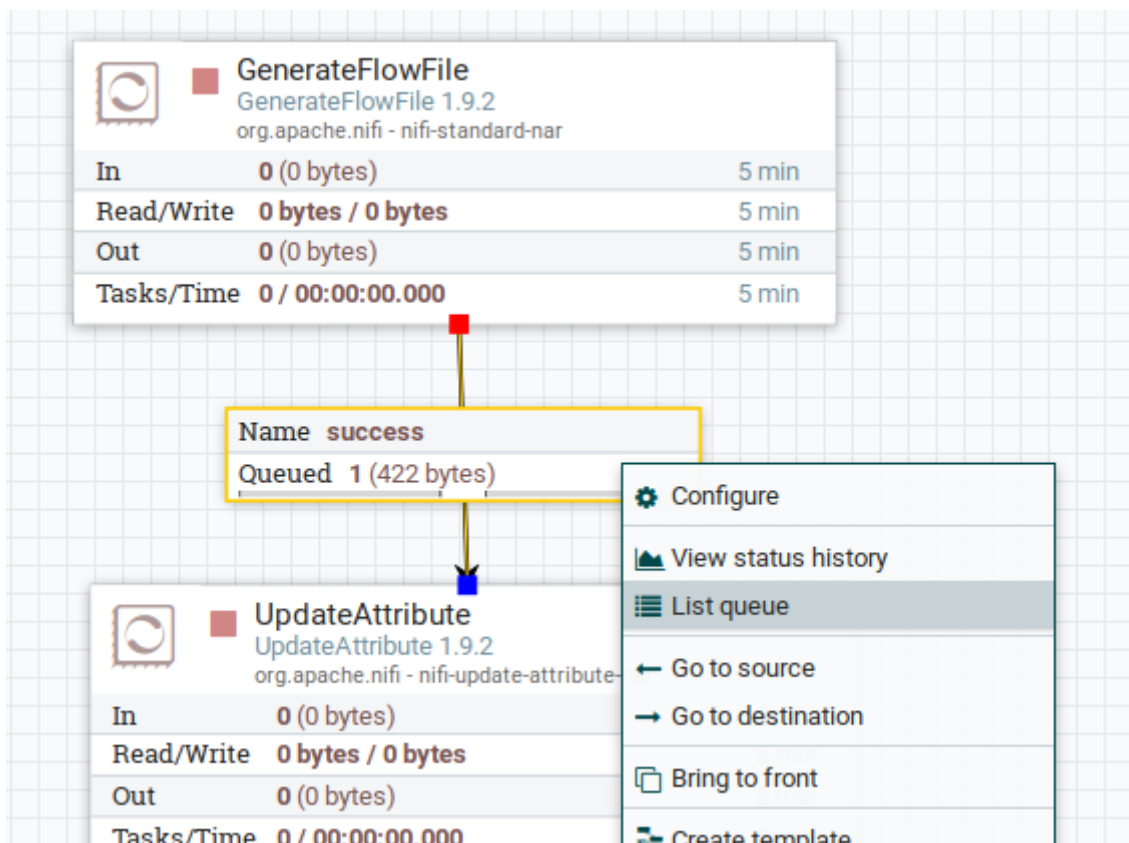 GenerateFlowFile
GenerateFlowFile 1.9.2
org.apache.nifi - nifi-standard-nar
In 0 (0 bytes) 5 min
Read/Write 0 bytes / 0 bytes 5 min
Out 0 (0 bytes) 5 min
Tasks/Time 0 / 00:00:00.000 5 min
Name success
Queued 1 (422 bytes)
Configure
View status history
List queue
Go to source
Go to destination
Bring to front
Create template
UpdateAttribute
UpdateAttribute 1.9.2
org.apache.nifi - nifi-update-attribute-
In 0 (0 bytes)
Read/Write 0 bytes / 0 bytes
Out 0 (0 bytes)
Tasks/Time 0 / 00:00:00.000